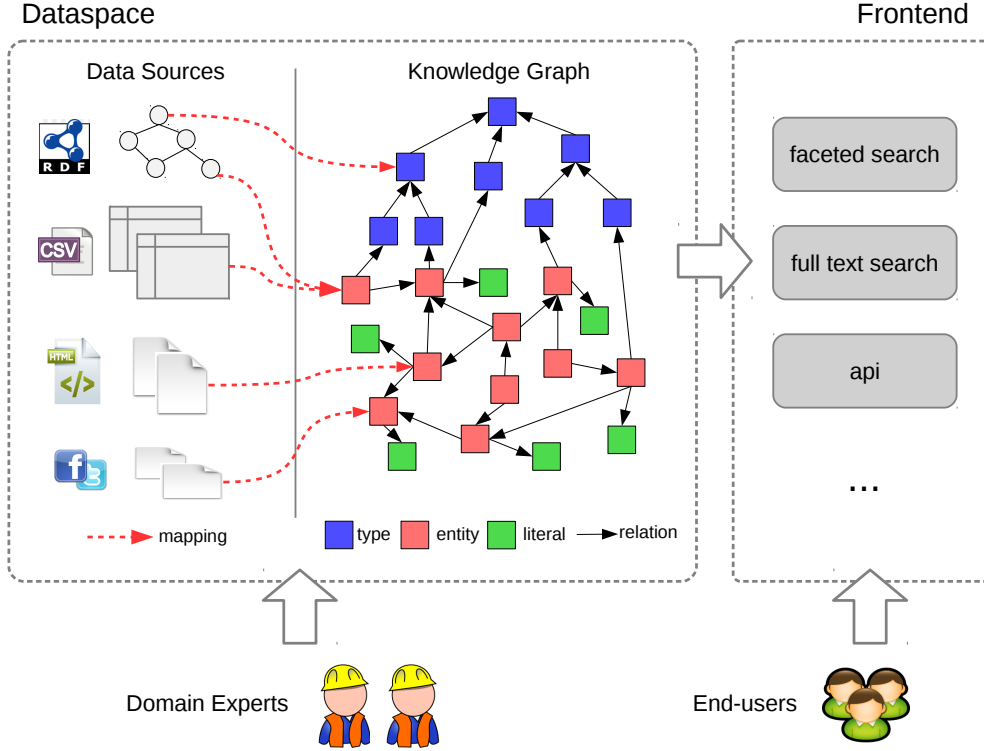 Dataspace
Frontend
Data Sources
Knowledge Graph
RDF
CSV
HTML
</>
f
t
mapping
type
entity
literal
relation
faceted search
full text search
api
...
Domain Experts
End-users